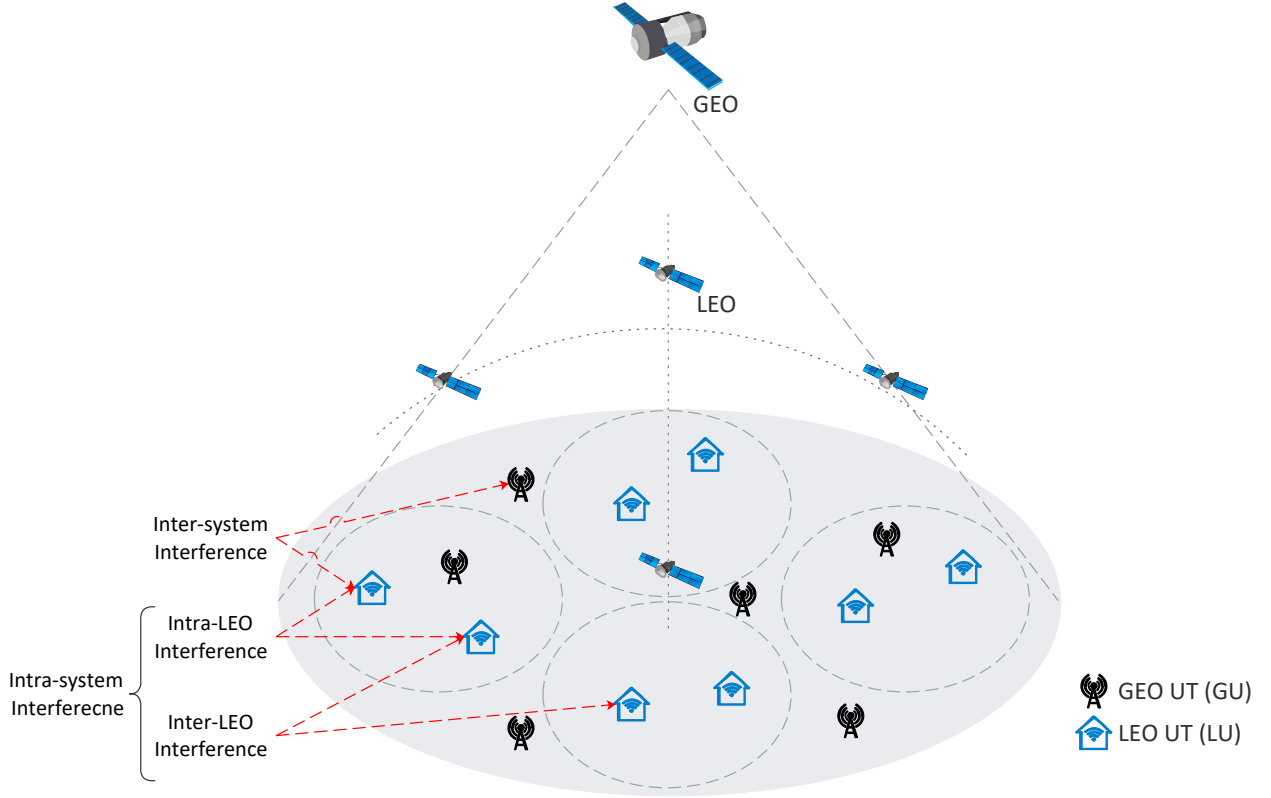 GEO
LEO
Inter-system
Interference
Intra-LEO
Interference
Intra-system
Interferecne
Inter-LEO
Interference
GEO UT (GU)
LEO UT (LU)